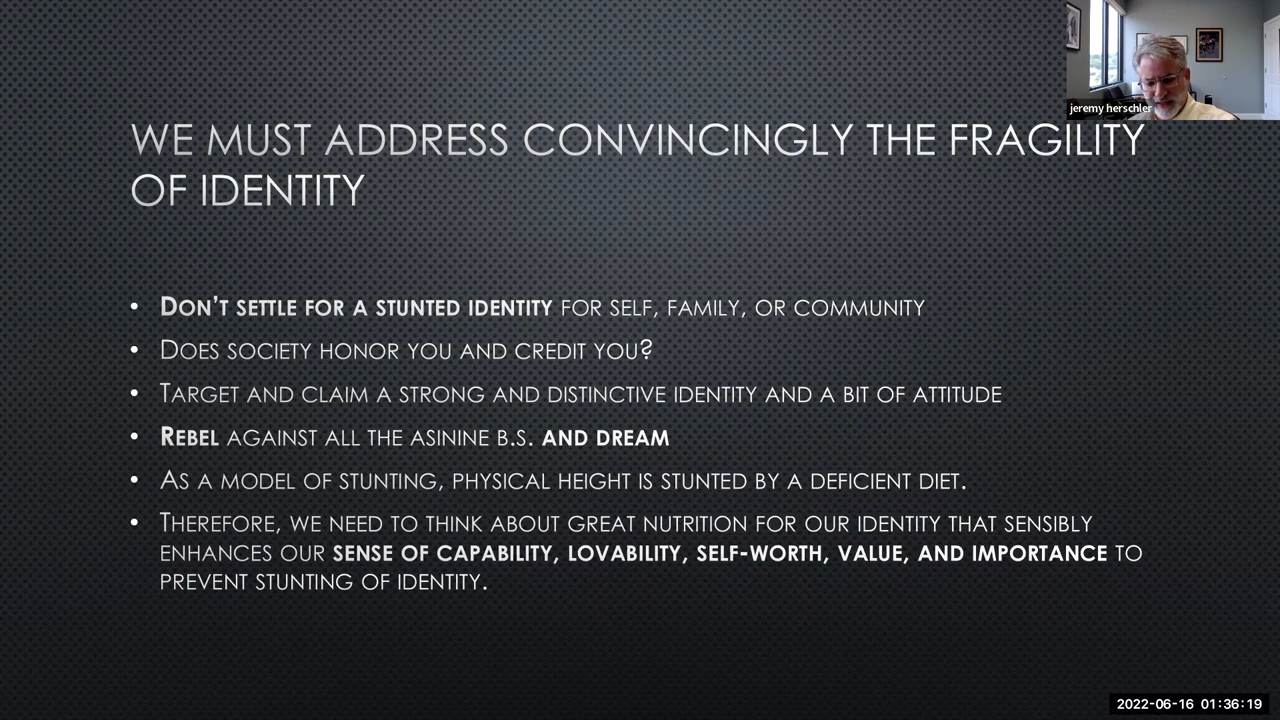 jeremy herschler
WE MUST ADDRESS CONVINCINGLY THE FRAGILITY
OF IDENTITY
• DON'T SETTLE FOR A STUNTED IDENTITY FOR SELF, FAMILY, OR COMMUNITY
• DOES SOCIETY HONOR YOU AND CREDIT YOU?
• TARGET AND CLAIM A STRONG AND DISTINCTIVE IDENTITY AND A BIT OF ATTITUDE
• REBEL AGAINST ALL THE ASININE B.S. AND DREAM
• AS A MODEL OF STUNTING, PHYSICAL HEIGHT IS STUNTED BY A DEFICIENT DIET.
• THEREFORE, WE NEED TO THINK ABOUT GREAT NUTRITION FOR OUR IDENTITY THAT SENSIBLY
ENHANCES OUR SENSE OF CAPABILITY, LOVABILITY, SELF-WORTH, VALUE, AND IMPORTANCE TO
PREVENT STUNTING OF IDENTITY.
2022-06-16 01:36:19